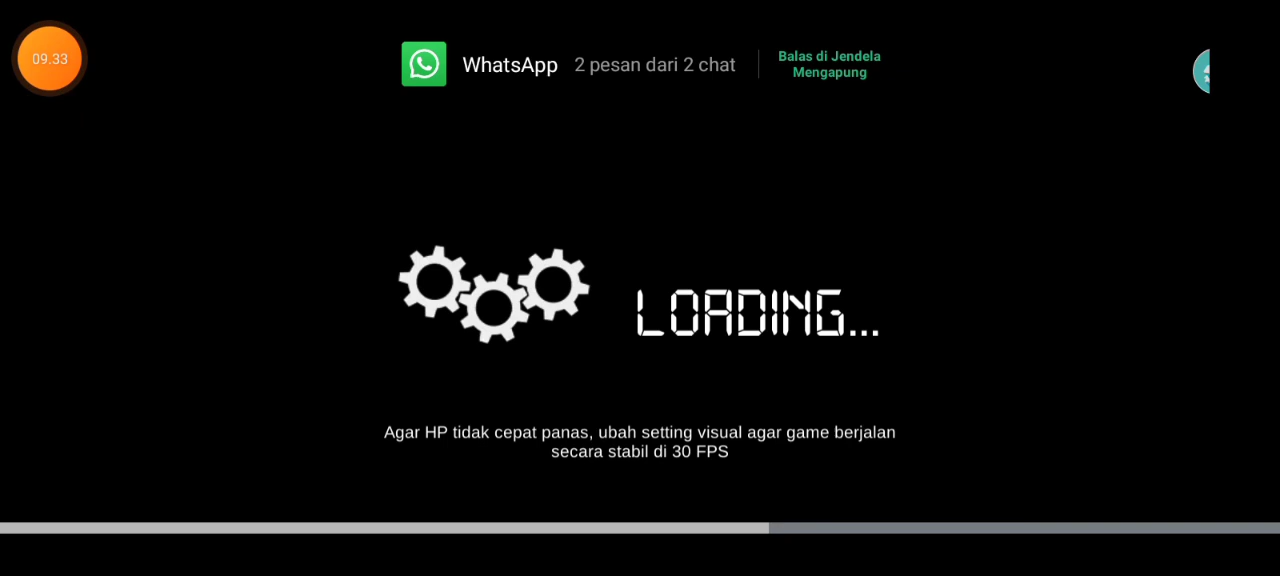 09.33
WhatsApp 2 pesan dari 2 chat
Balas di Jendela
Mengapung
LOADING...
Agar HP tidak cepat panas, ubah setting visual agar game berjalan
secara stabil di 30 FPS